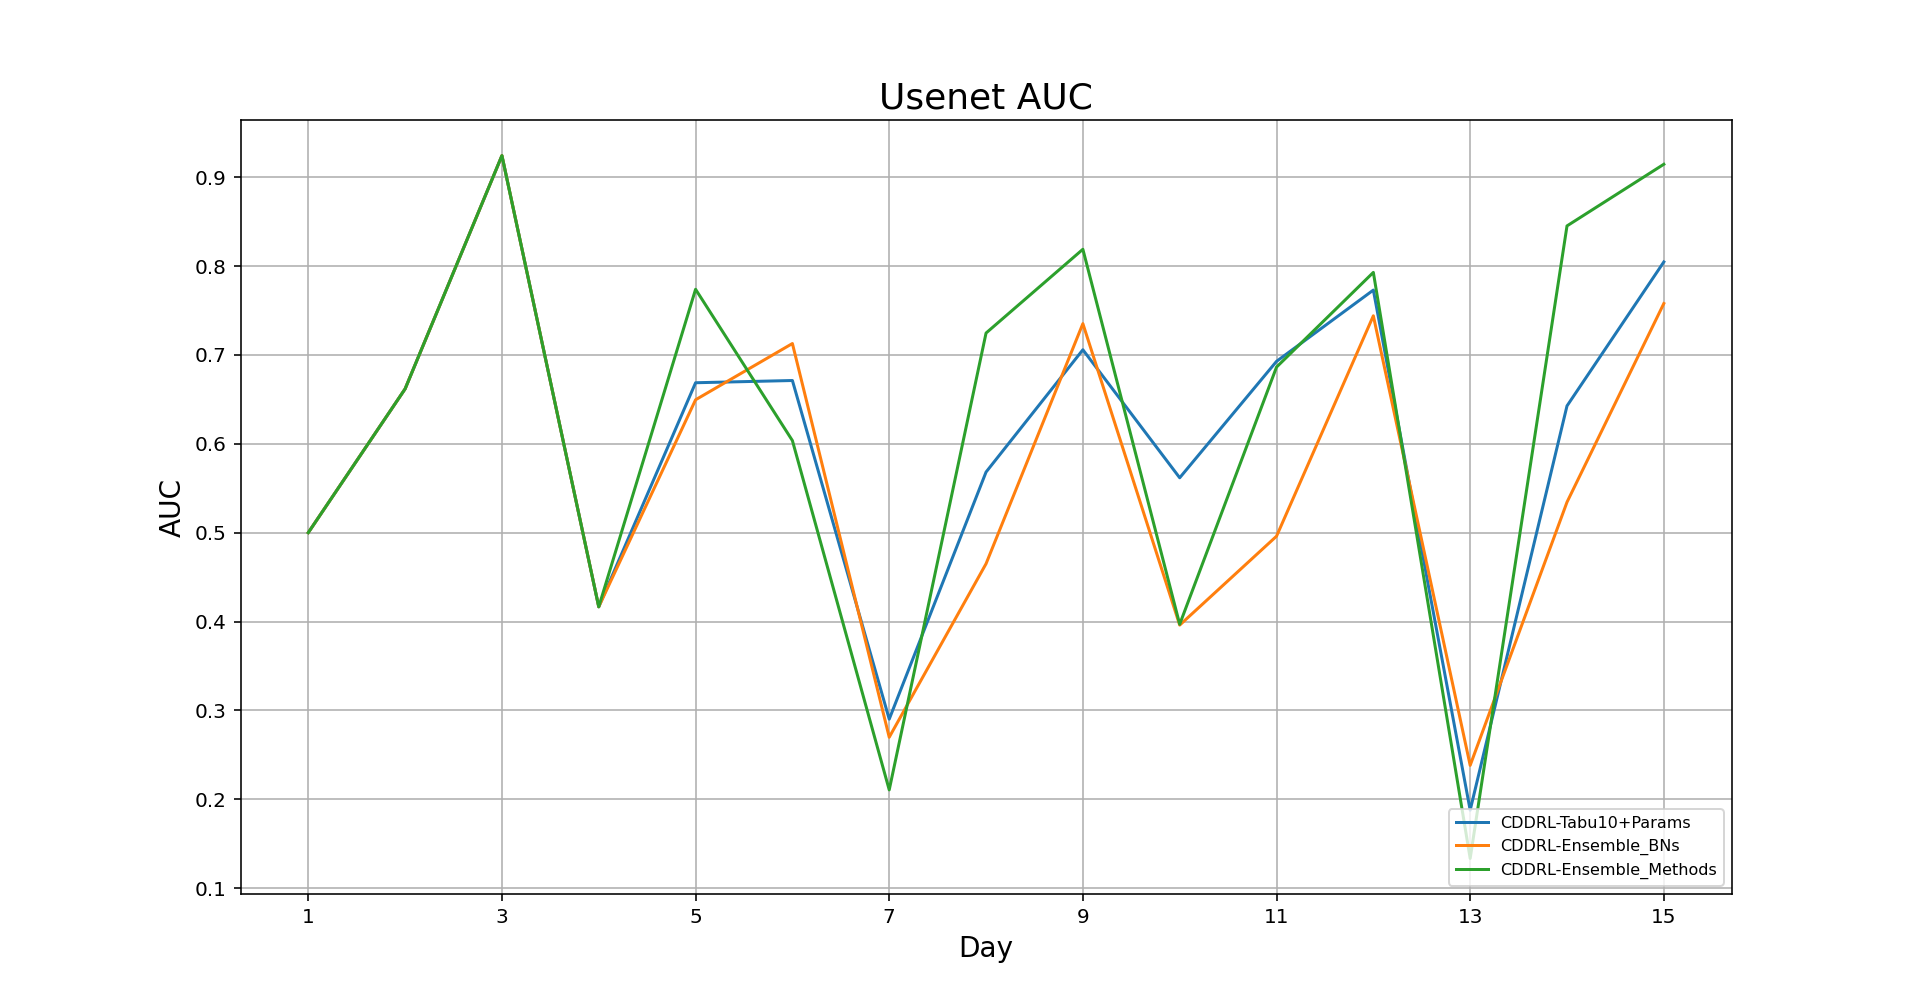 Usenet AUC
AUC
0.9
0.8
0.7
0.6
0.5
0.4
0.3
0.2
0.1
CDDRL-Tabu10+Params
CDDRL-Ensemble_BNs
CDDRL-Ensemble_Methods
1 3 5 7 9 11 13 15
Day